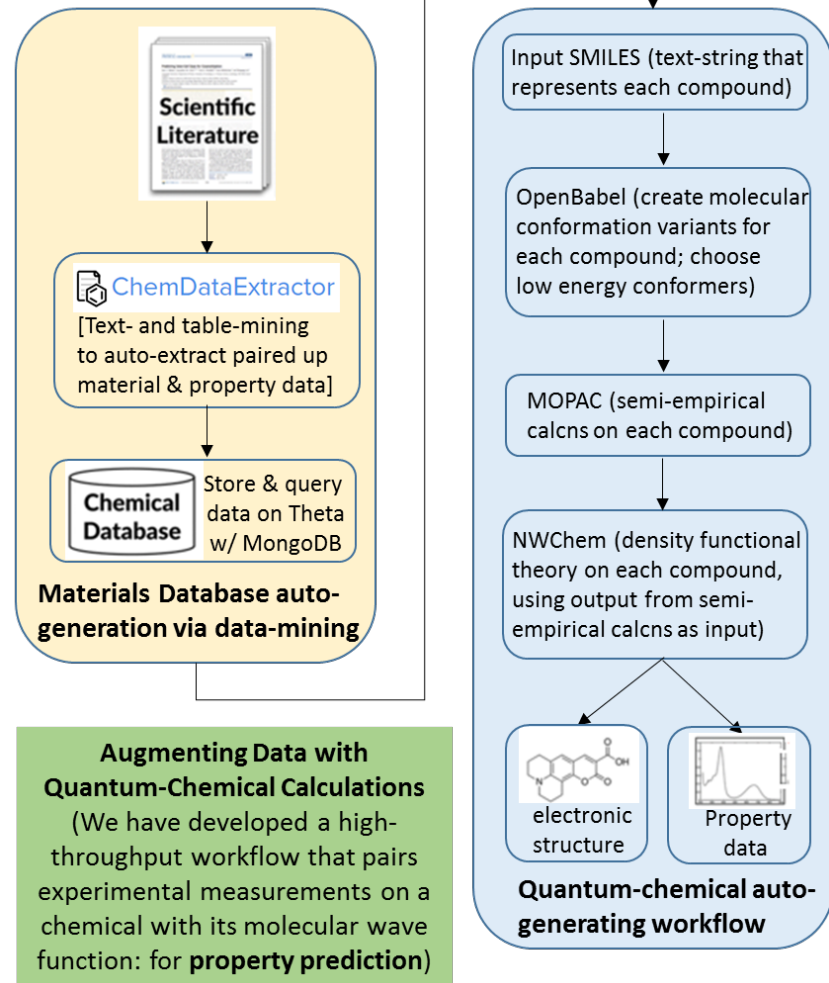 Scientific
Literature
ChemDataExtractor
[Text- and table-mining
to auto-extract paired up
material & property data]
Chemical
Database
Store & query
data on Theta
w/ MongoDB
Materials Database auto-
generation via data-mining
Augmenting Data with
Quantum-Chemical Calculations
(We have developed a high-
throughput workflow that pairs
experimental measurements on a
chemical with its molecular wave
function: for property prediction)
Input SMILES (text-string that
represents each compound)
OpenBabel (create molecular
conformation variants for
each compound; choose
low energy conformers)
MOPAC (semi-empirical
calcns on each compound)
NWChem (density functional
theory on each compound,
using output from semi-
empirical calcns as input)
O
OH
N
O
O
electronic
structure
Property
data
Quantum-chemical auto-
generating workflow